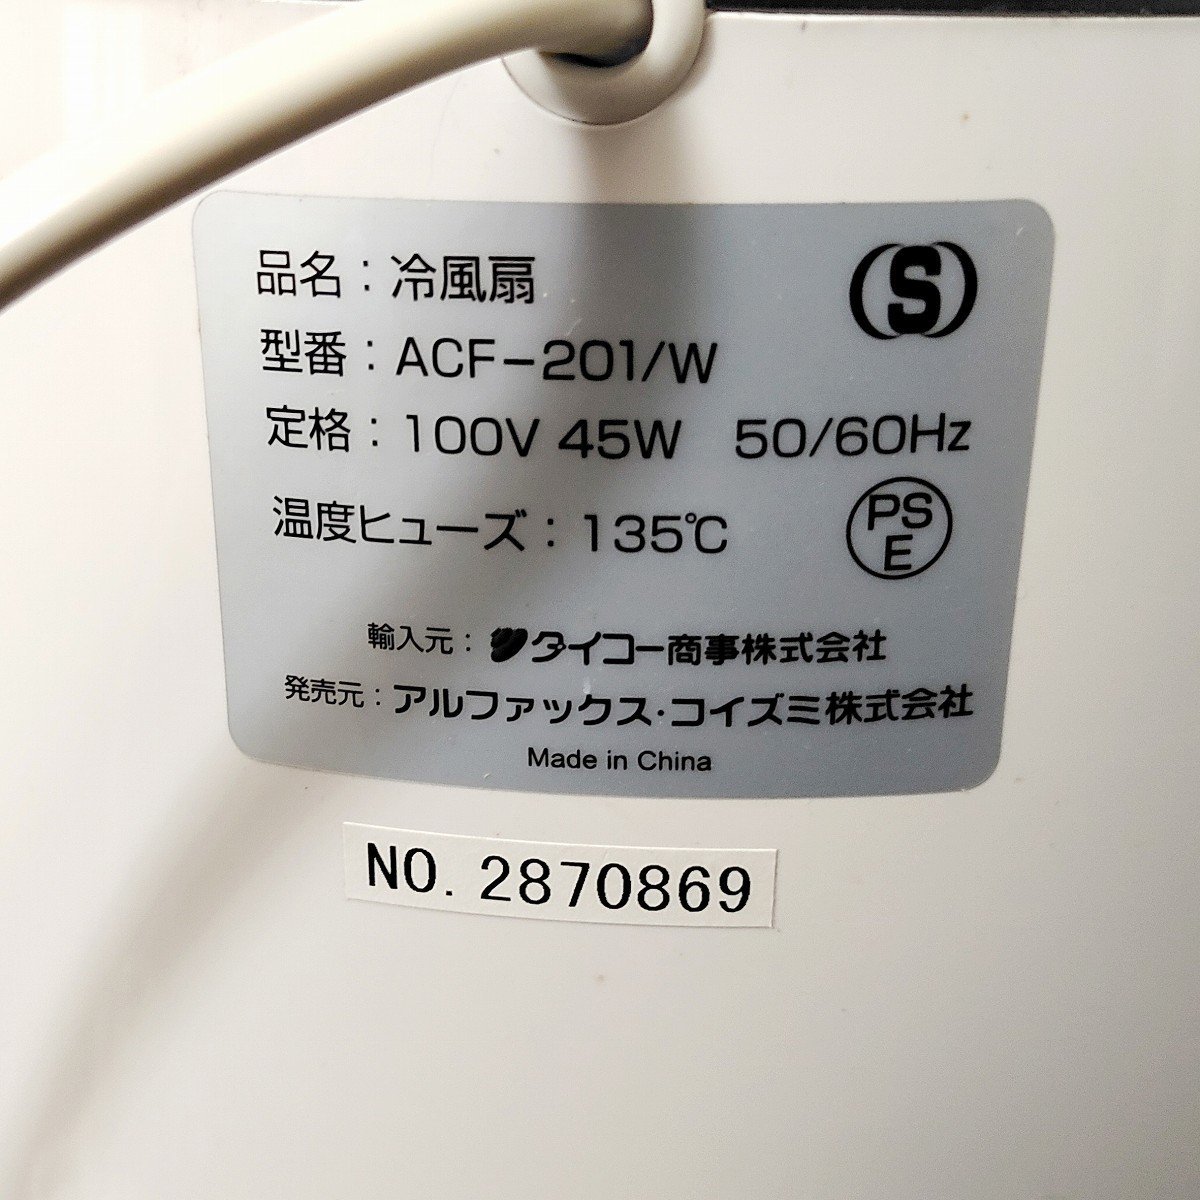 品名：冷風扇
S
型番：ACF-201/W
定格：100V 45W 50/60Hz
温度ヒューズ：135℃
PS
E
輸入元：タイコー商事株式会社
発売元：アルファックス・コイズミ株式会社
Made in China
NO.2870869